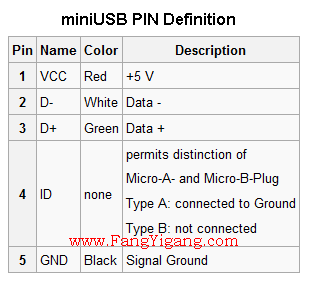 miniUSB PIN Definition
Pin Name Color Description
1 VCC Red +5 V
2 D- White Data -
3 D+ Green Data +
4 ID none permits distinction of
Micro-A- and Micro-B-Plug
Type A: connected to Ground
Type B: not connected
www.FangYigang.com
5 GND Black Signal Ground